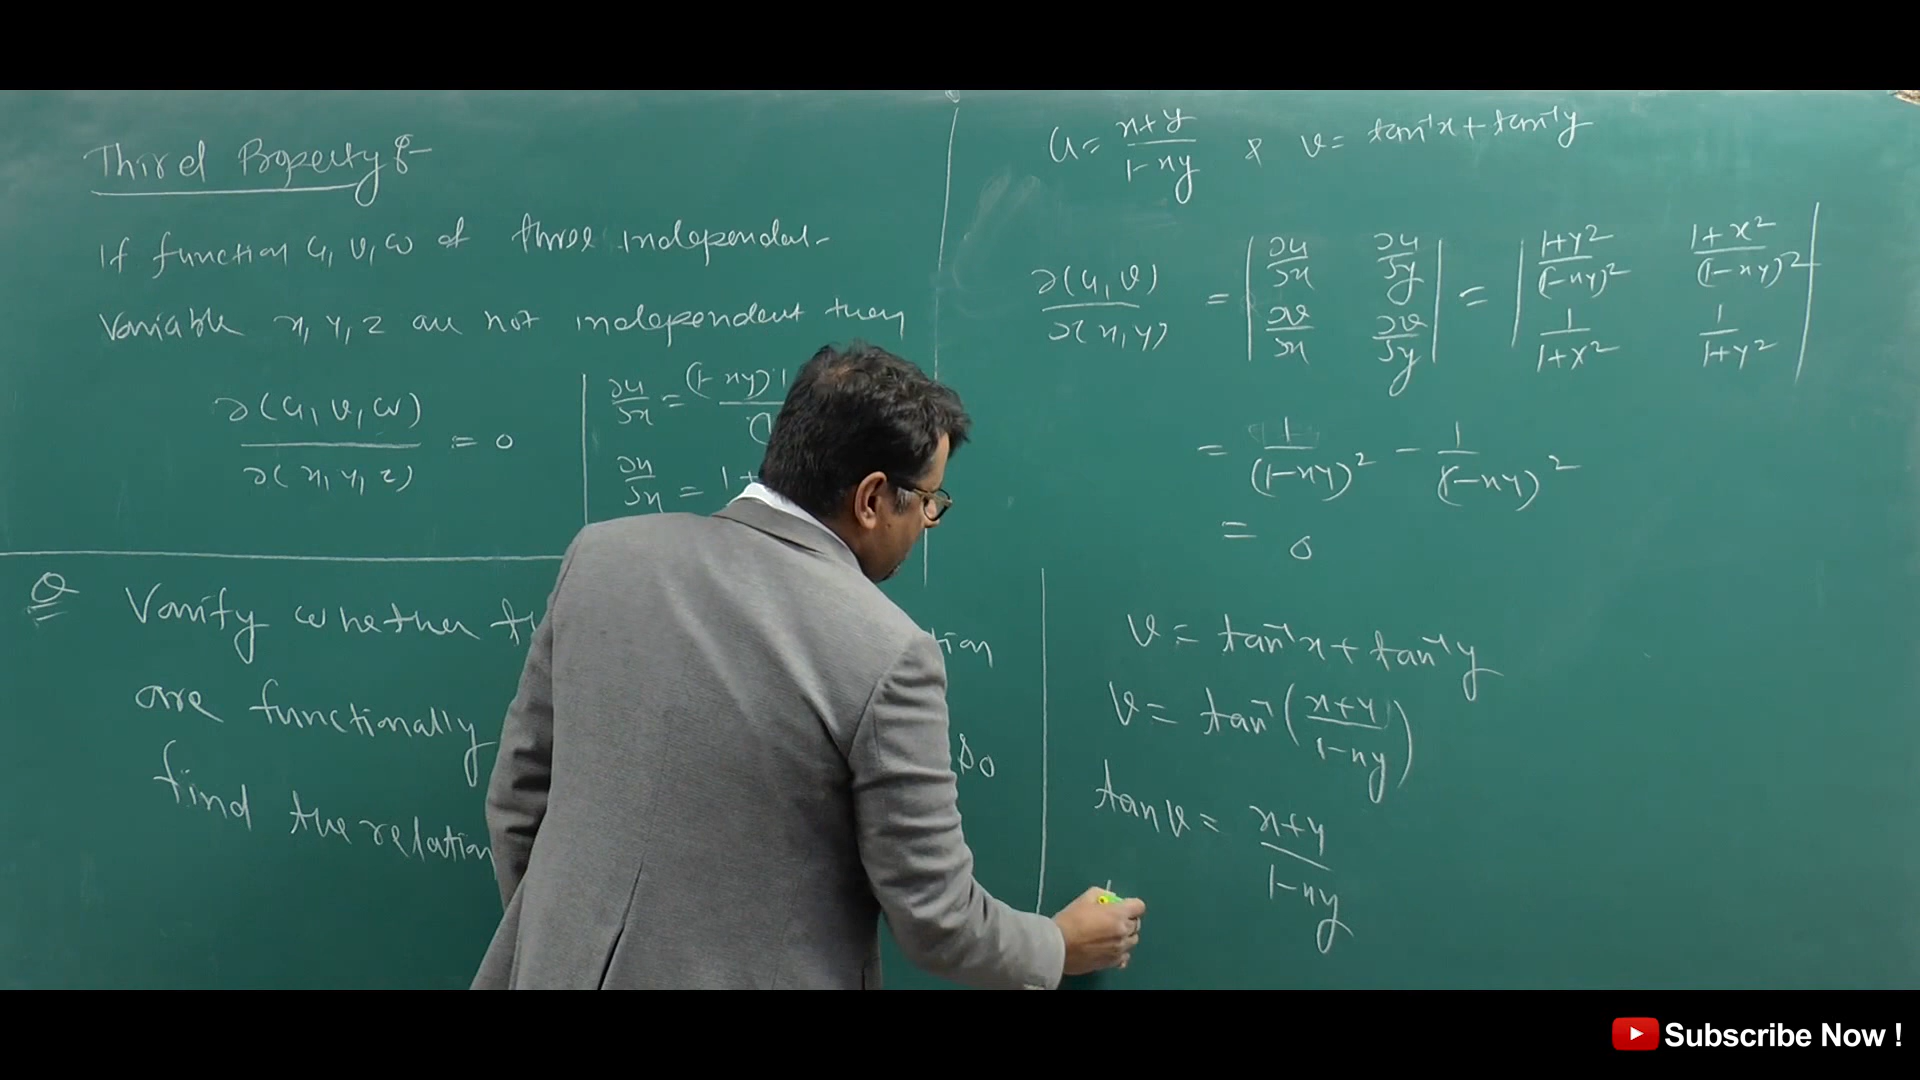 Third Property :-
If function u, v, w of three independent
variable x, y, z are not independent then
∂(u, v, w) / ∂(x, y, z) = 0
∂u/∂x = (1-xy).1
∂u/∂x = 1+
Q Varify whether
are functionally so
find the relation
u = (x+y)/(1-xy) & v = tan⁻¹x + tan⁻¹y
∂(u, v)/∂(x, y) = | ∂u/∂x ∂u/∂y ; ∂v/∂x ∂v/∂y | = | (1+y²)/(1-xy)² (1+x²)/(1-xy)² ; 1/(1+x²) 1/(1+y²) |
= 1/(1-xy)² - 1/(1-xy)²
= 0
v = tan⁻¹x + tan⁻¹y
v = tan⁻¹((x+y)/(1-xy))
tan v = (x+y)/(1-xy)
Subscribe Now !